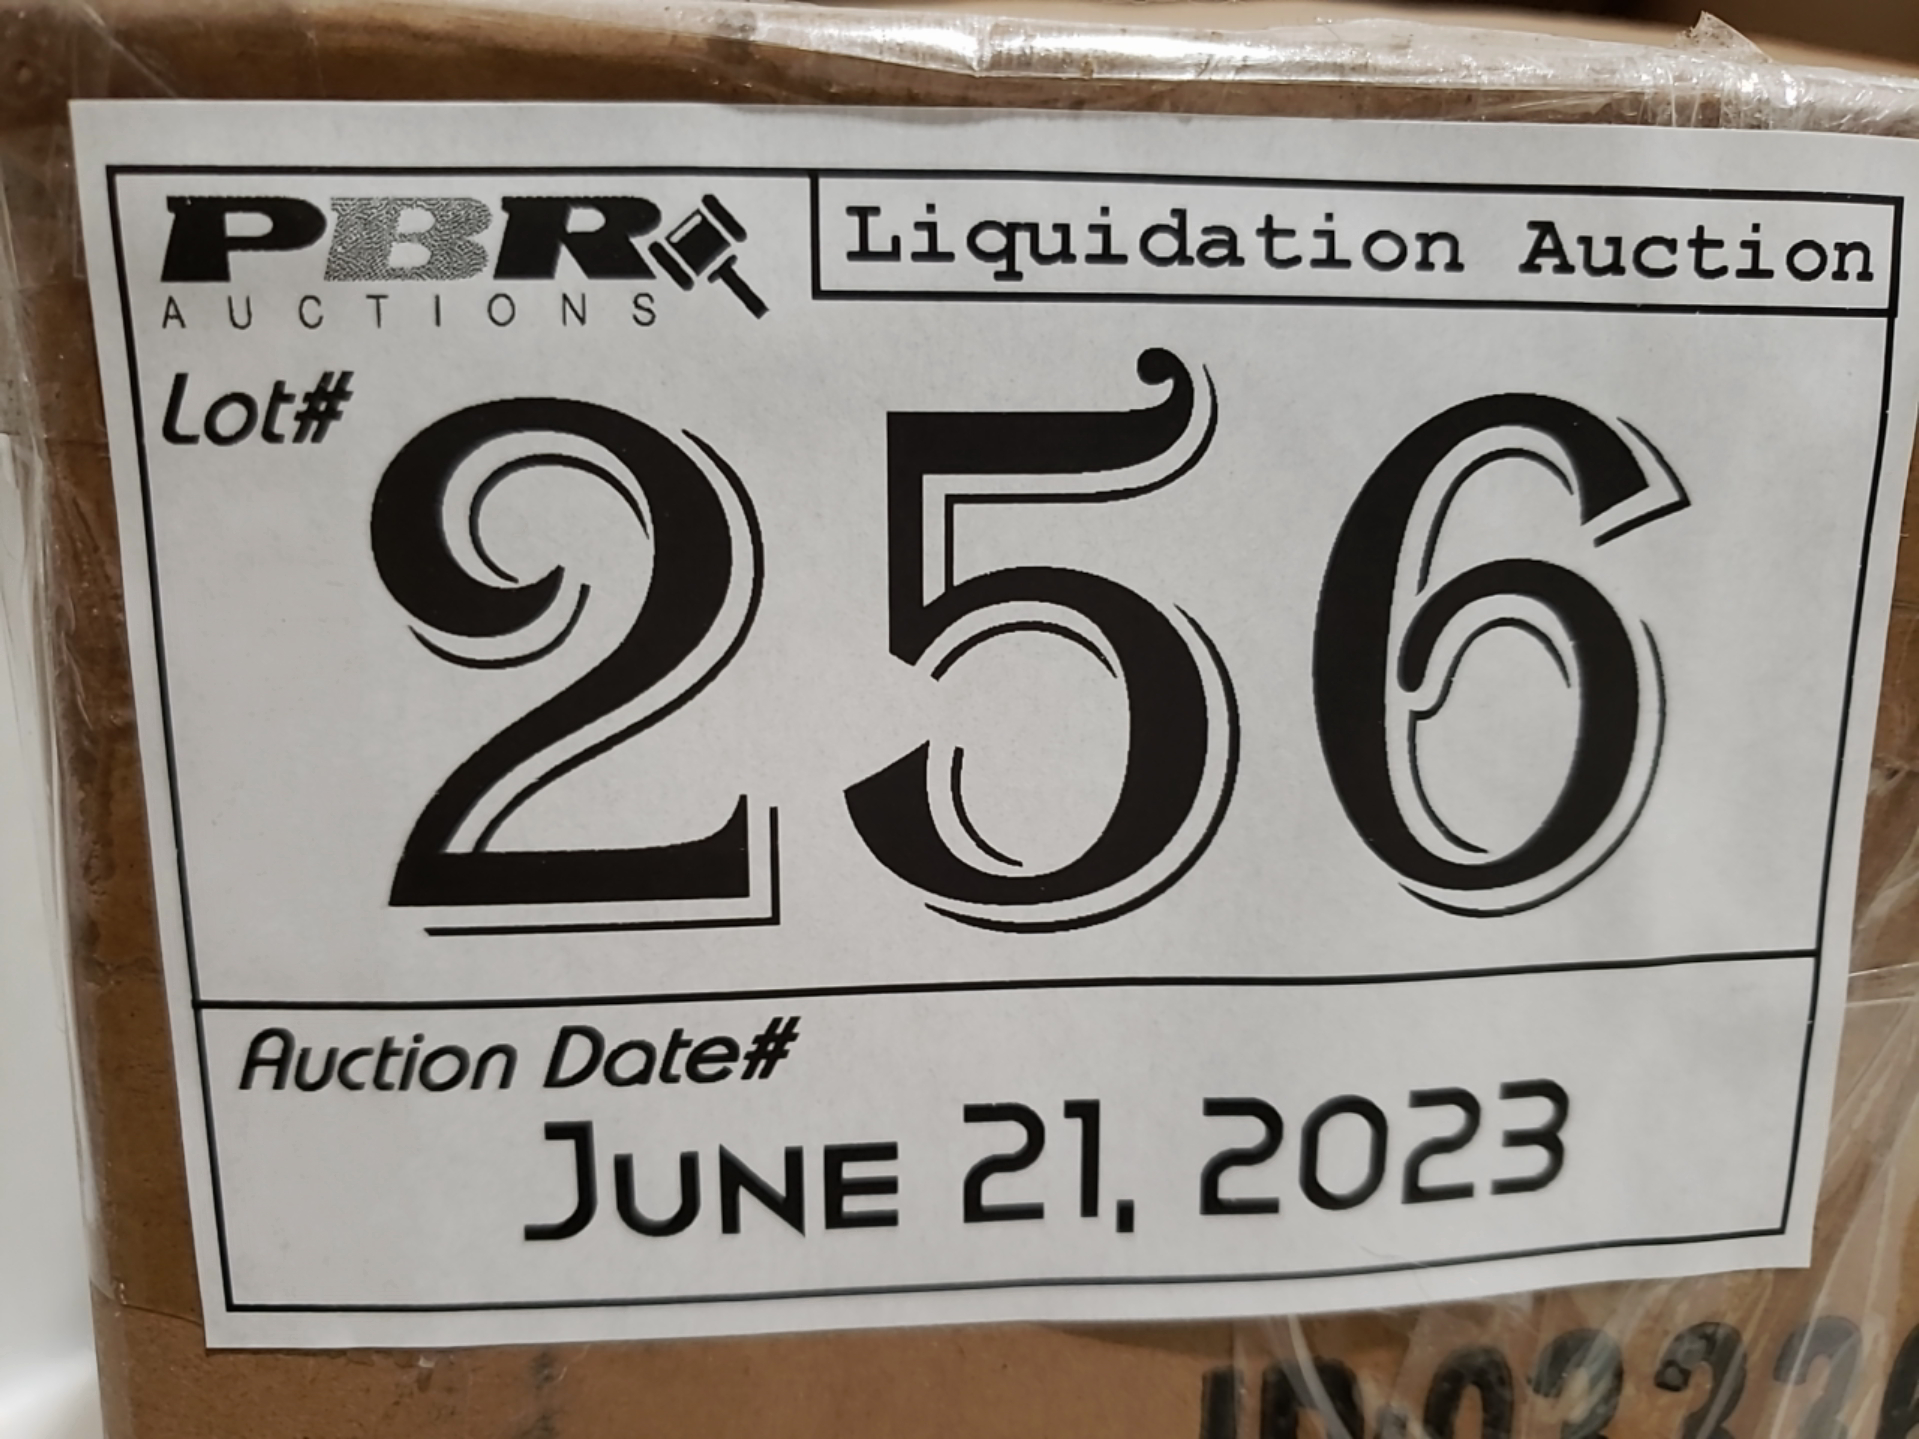 PBR
AUCTIONS
Liquidation Auction
Lot#
256
Auction Date#
JUNE 21, 2023